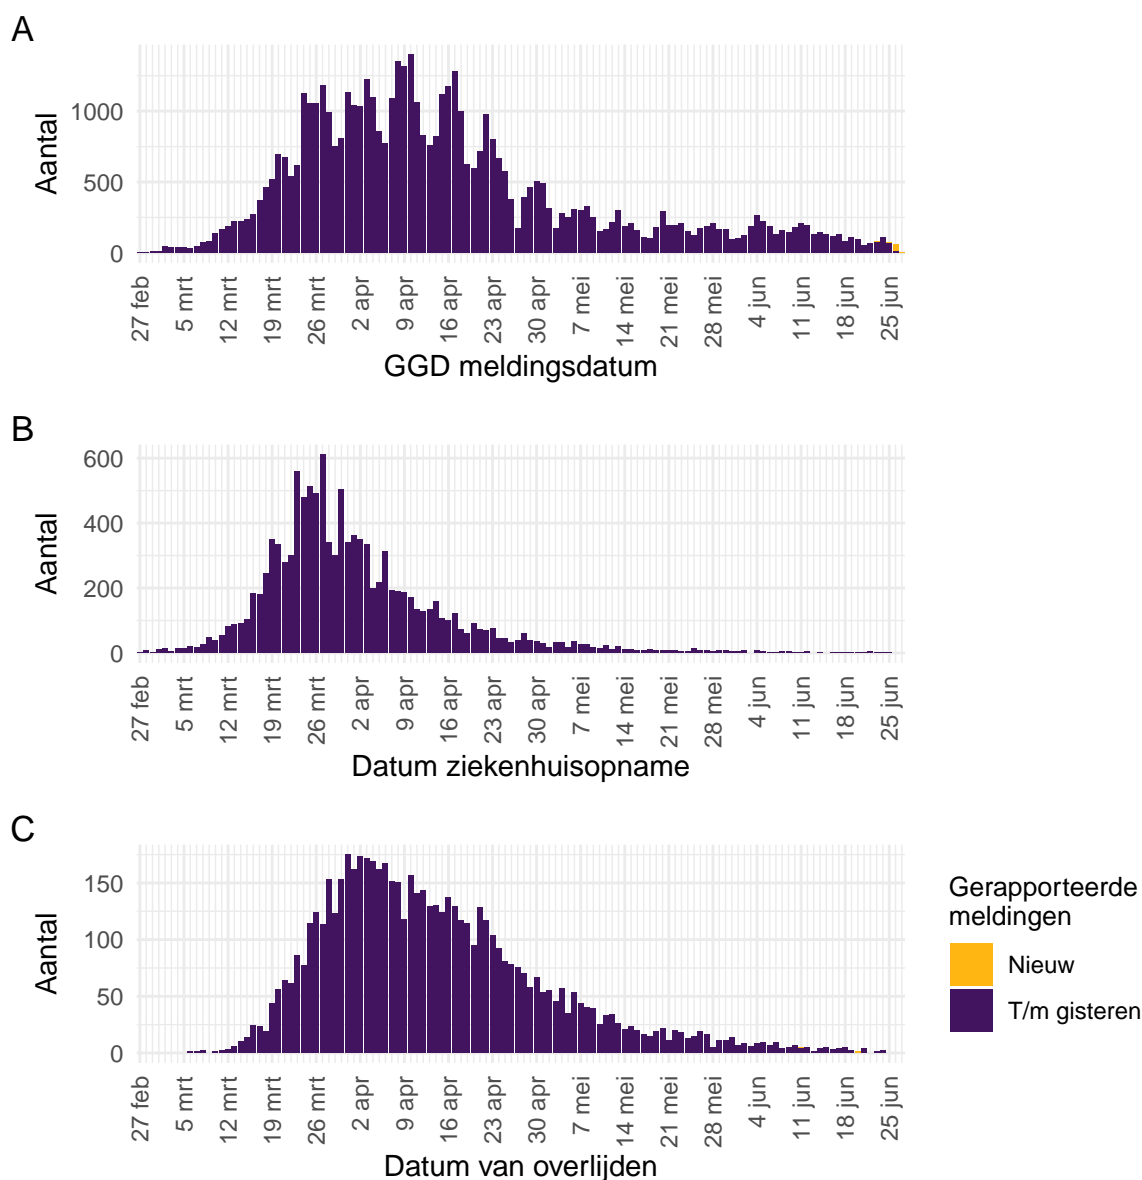 A
Aantal
1000
500
0
27 feb
5 mrt
12 mrt
19 mrt
26 mrt
2 apr
9 apr
16 apr
23 apr
30 apr
7 mei
14 mei
21 mei
28 mei
4 jun
11 jun
18 jun
25 jun
GGD meldingsdatum
B
Aantal
600
400
200
0
27 feb
5 mrt
12 mrt
19 mrt
26 mrt
2 apr
9 apr
16 apr
23 apr
30 apr
7 mei
14 mei
21 mei
28 mei
4 jun
11 jun
18 jun
25 jun
Datum ziekenhuisopname
C
Aantal
150
100
50
0
27 feb
5 mrt
12 mrt
19 mrt
26 mrt
2 apr
9 apr
16 apr
23 apr
30 apr
7 mei
14 mei
21 mei
28 mei
4 jun
11 jun
18 jun
25 jun
Datum van overlijden
Gerapporteerde
meldingen
Nieuw
T/m gisteren